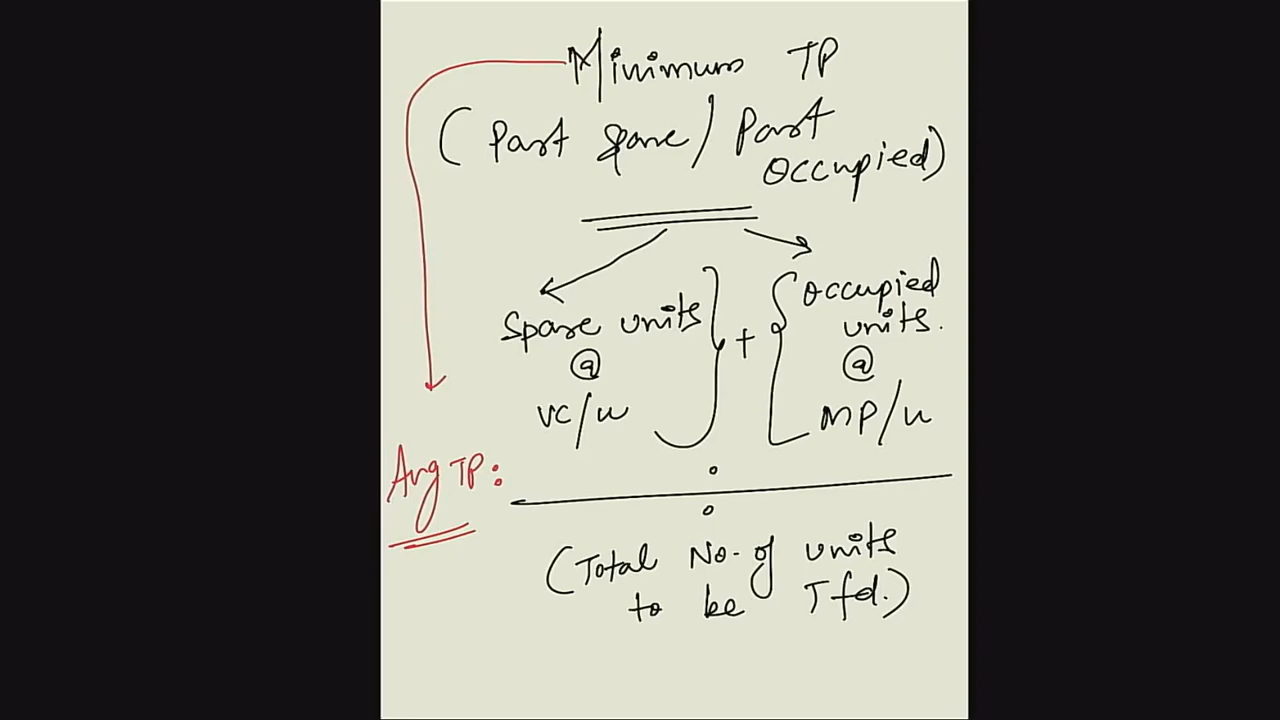 Minimum TP
(Part Spare / Part
Occupied)
Spare units
@
VC/u
+
Occupied
units.
@
MP/u
Avg TP:
÷
(Total No. of units
to be Tfd.)